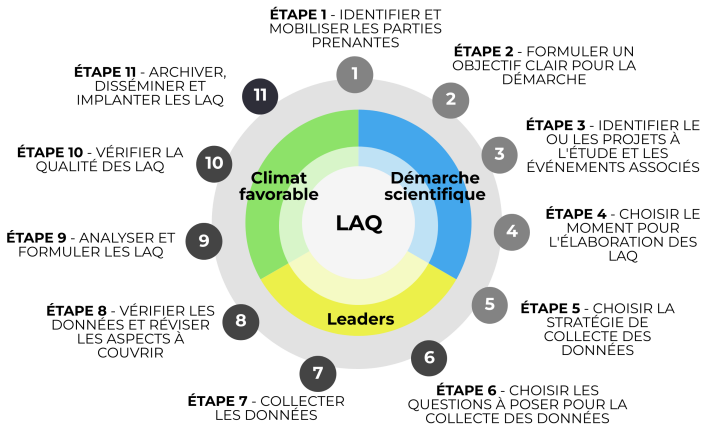 ÉTAPE 1 - IDENTIFIER ET
MOBILISER LES PARTIES
PRENANTES
1
ÉTAPE 2 - FORMULER UN
OBJECTIF CLAIR POUR LA
DÉMARCHE
2
ÉTAPE 3 - IDENTIFIER LE
OU LES PROJETS À
L'ÉTUDE ET LES
ÉVÉNEMENTS ASSOCIÉS
3
ÉTAPE 4 - CHOISIR LE
MOMENT POUR
L'ÉLABORATION DES
LAQ
4
ÉTAPE 5 - CHOISIR LA
STRATÉGIE DE
COLLECTE DES
DONNÉES
5
ÉTAPE 6 - CHOISIR LES
QUESTIONS À POSER POUR LA
COLLECTE DES DONNÉES
6
ÉTAPE 7 - COLLECTER
LES DONNÉES
7
ÉTAPE 8 - VÉRIFIER LES
DONNÉES ET RÉVISER
LES ASPECTS À
COUVRIR
8
ÉTAPE 9 - ANALYSER ET
FORMULER LES LAQ
9
ÉTAPE 10 - VÉRIFIER LA
QUALITÉ DES LAQ
10
ÉTAPE 11 - ARCHIVER,
DISSÉMINER ET
IMPLANTER LES LAQ
11
Climat
favorable
Démarche
scientifique
LAQ
Leaders